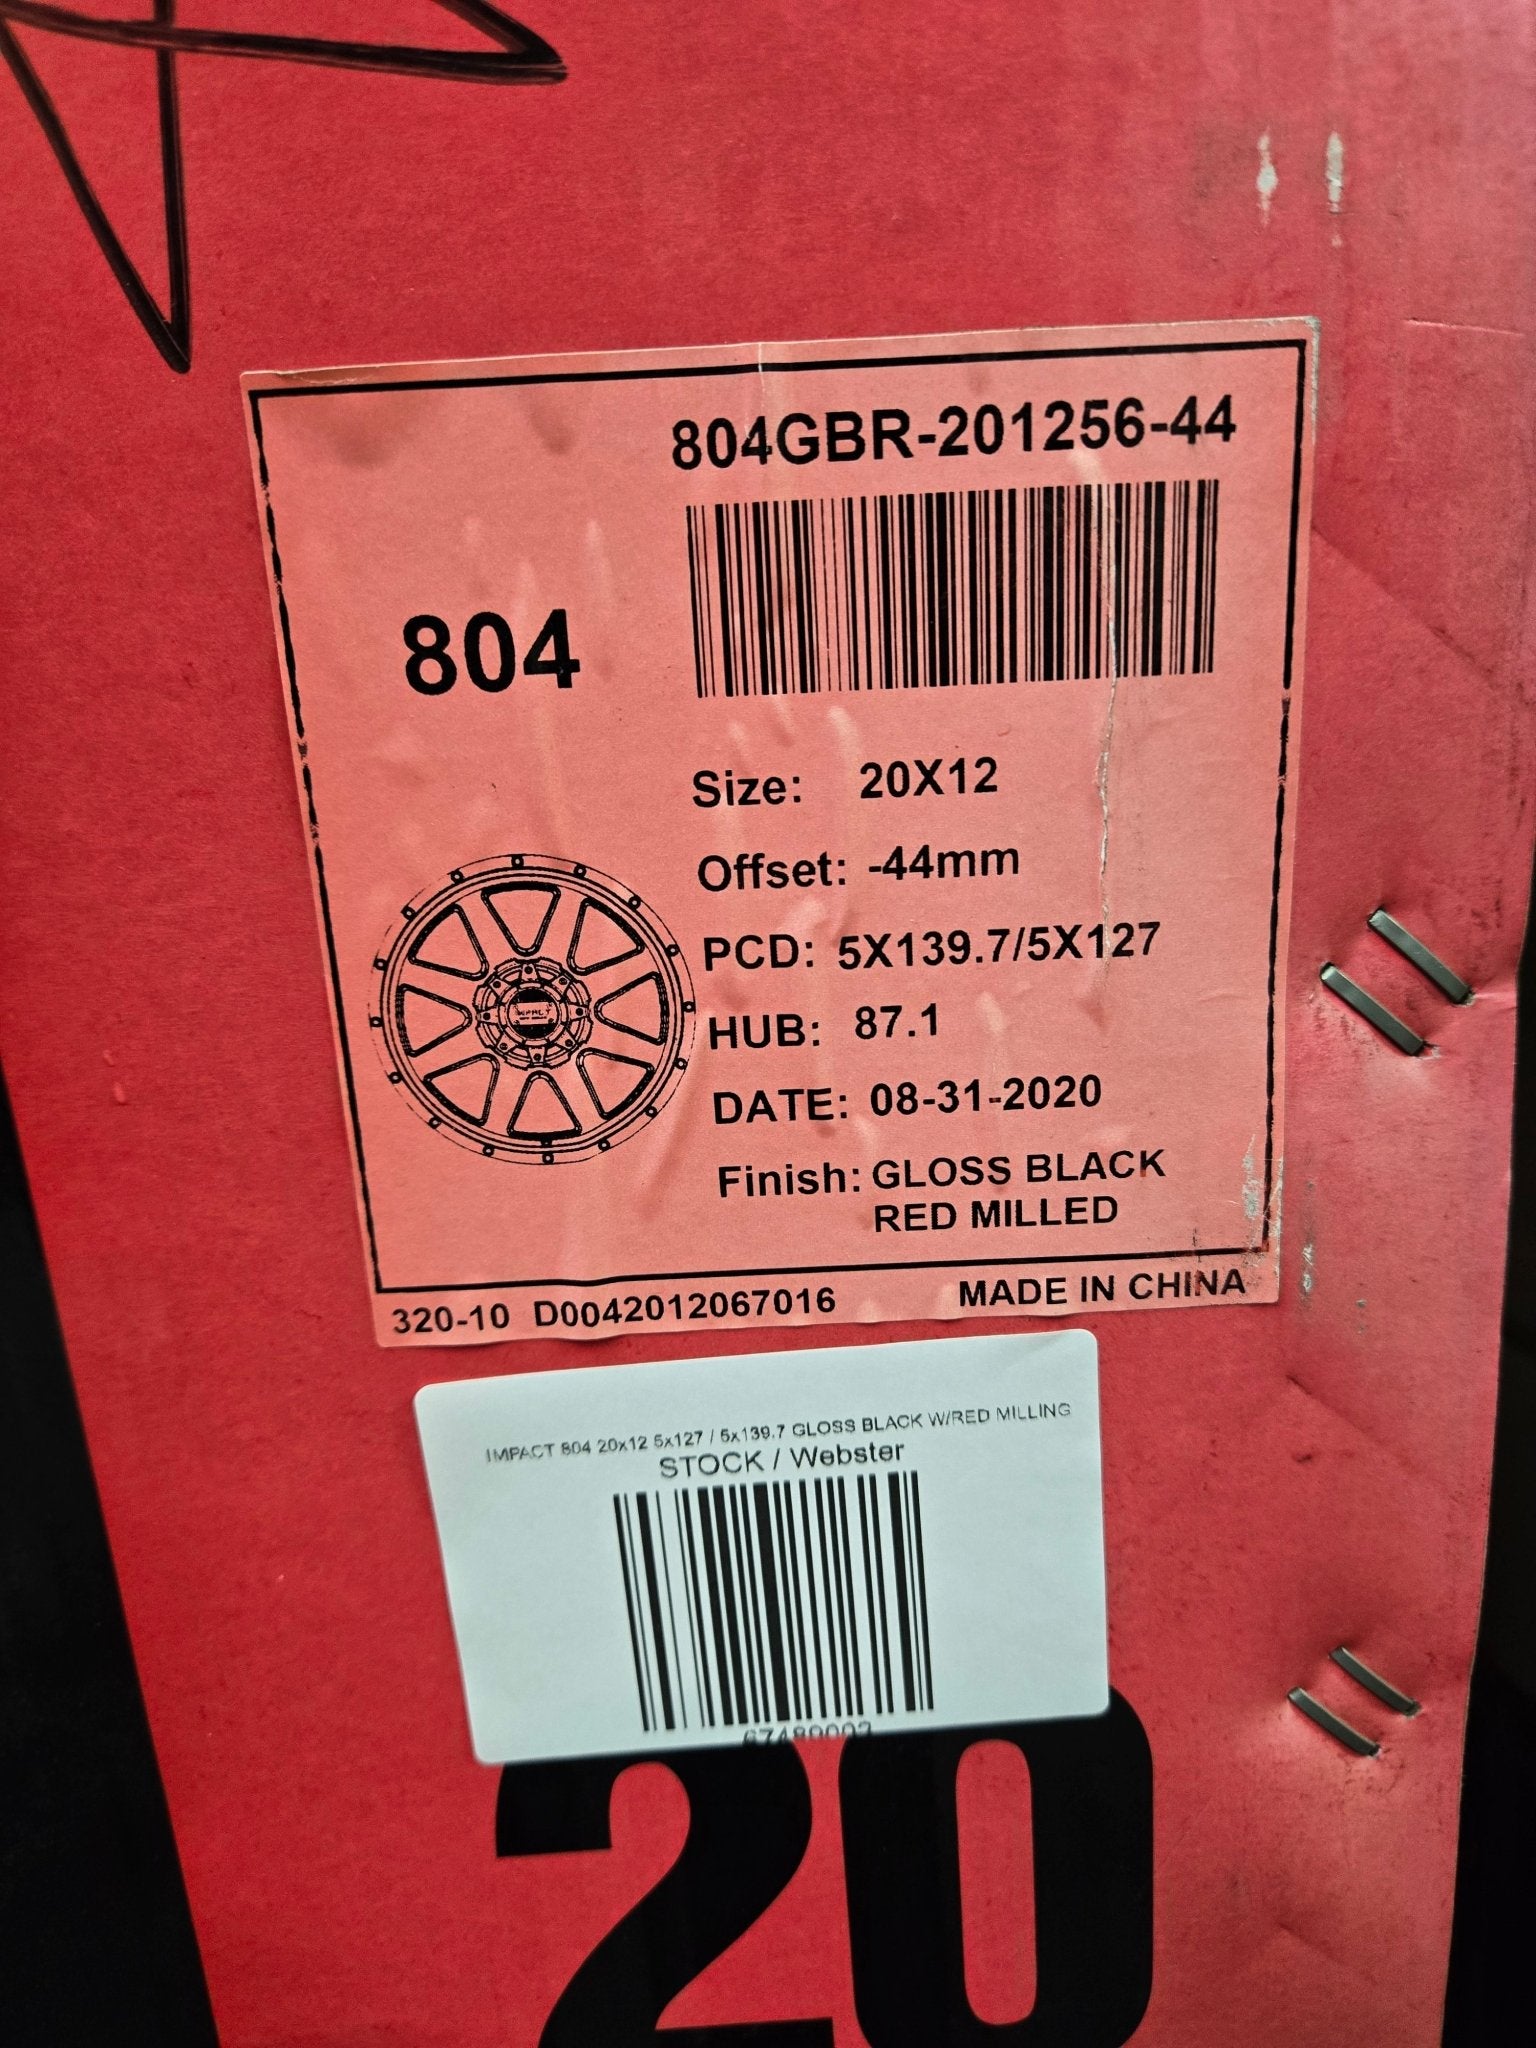 804GBR-201256-44
804
Size: 20X12
Offset: -44mm
PCD: 5X139.7/5X127
HUB: 87.1
DATE: 08-31-2020
Finish: GLOSS BLACK
RED MILLED
320-10 D0042012067016 MADE IN CHINA
IMPACT 804 20x12 5x127 / 5x139.7 GLOSS BLACK W/RED MILLING
STOCK / Webster
20